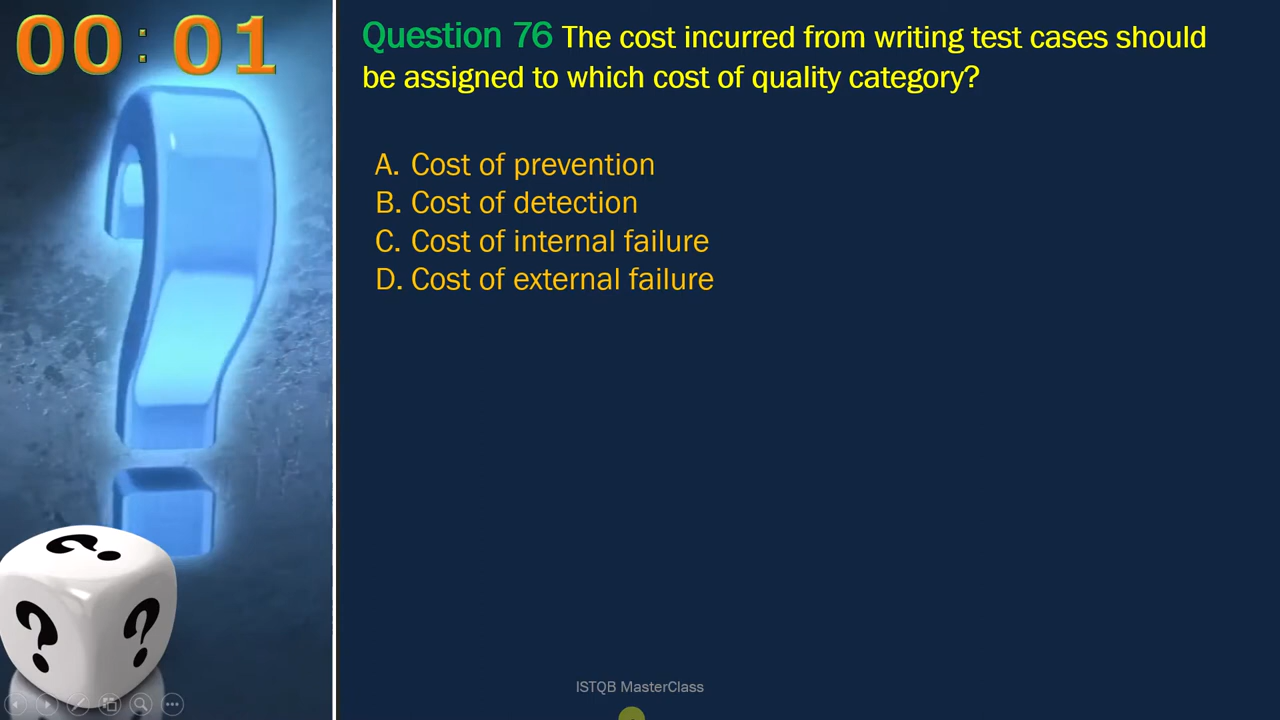 00:01
Question 76 The cost incurred from writing test cases should
be assigned to which cost of quality category?
A. Cost of prevention
B. Cost of detection
C. Cost of internal failure
D. Cost of external failure
ISTQB MasterClass